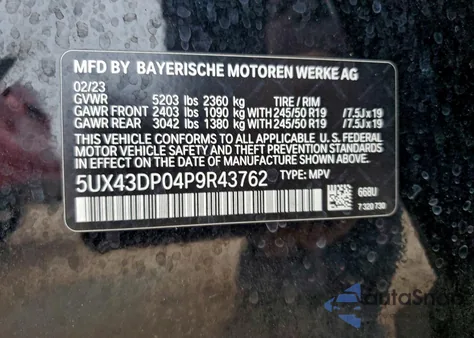 MFD BY BAYERISCHE MOTOREN WERKE AG
02/23
GVWR 5203 lbs 2360 kg TIRE / RIM
GAWR FRONT 2403 lbs 1090 kg WITH 245/50 R19 /7.5J x 19
GAWR REAR 3042 lbs 1380 kg WITH 245/50 R19 /7.5J x 19
THIS VEHICLE CONFORMS TO ALL APPLICABLE U. S. FEDERAL
MOTOR VEHICLE SAFETY, BUMPER, AND THEFT PREVENTION
STANDARDS IN EFFECT ON THE DATE OF MANUFACTURE
SHOWN ABOVE.
5UX43DP04P9R43762 TYPE: MPV
668U
7 320 730
autoSnap